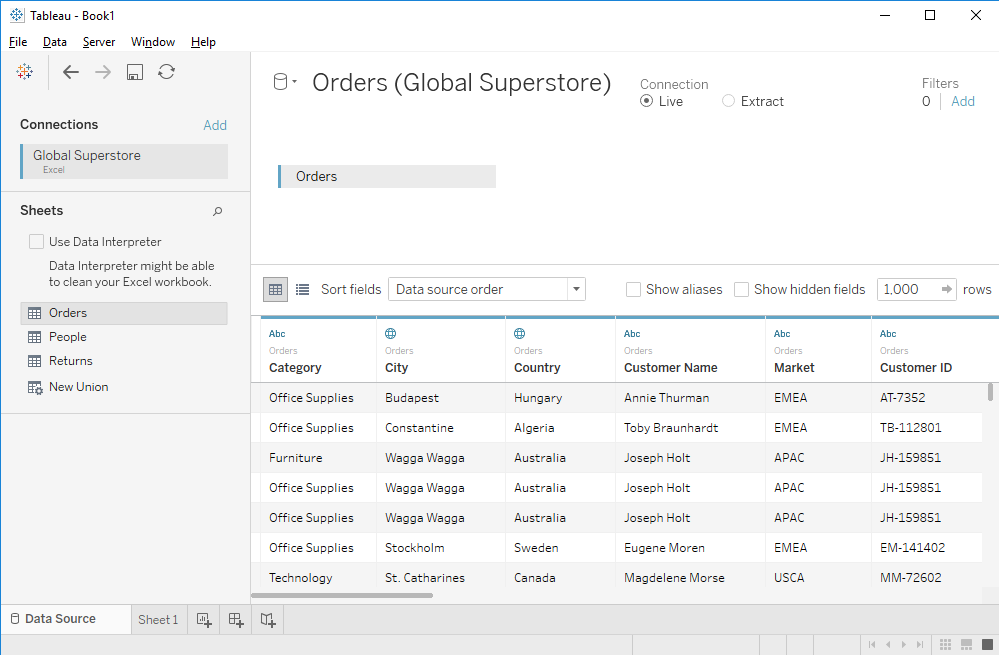 Tableau - Book1
File Data Server Window Help
Connections Add
Global Superstore
Excel
Sheets
Use Data Interpreter
Data Interpreter might be able
to clean your Excel workbook.
Orders
People
Returns
New Union
Orders (Global Superstore)
Connection
Live Extract
Filters
0 Add
Orders
Sort fields Data source order Show aliases Show hidden fields 1,000 rows
Abc Abc Abc Abc
Orders Orders Orders Orders Orders Orders
Category City Country Customer Name Market Customer ID
Office Supplies Budapest Hungary Annie Thurman EMEA AT-7352
Office Supplies Constantine Algeria Toby Braunhardt EMEA TB-112801
Furniture Wagga Wagga Australia Joseph Holt APAC JH-159851
Office Supplies Wagga Wagga Australia Joseph Holt APAC JH-159851
Office Supplies Wagga Wagga Australia Joseph Holt APAC JH-159851
Office Supplies Stockholm Sweden Eugene Moren EMEA EM-141402
Technology St. Catharines Canada Magdelene Morse USCA MM-72602
Data Source Sheet 1